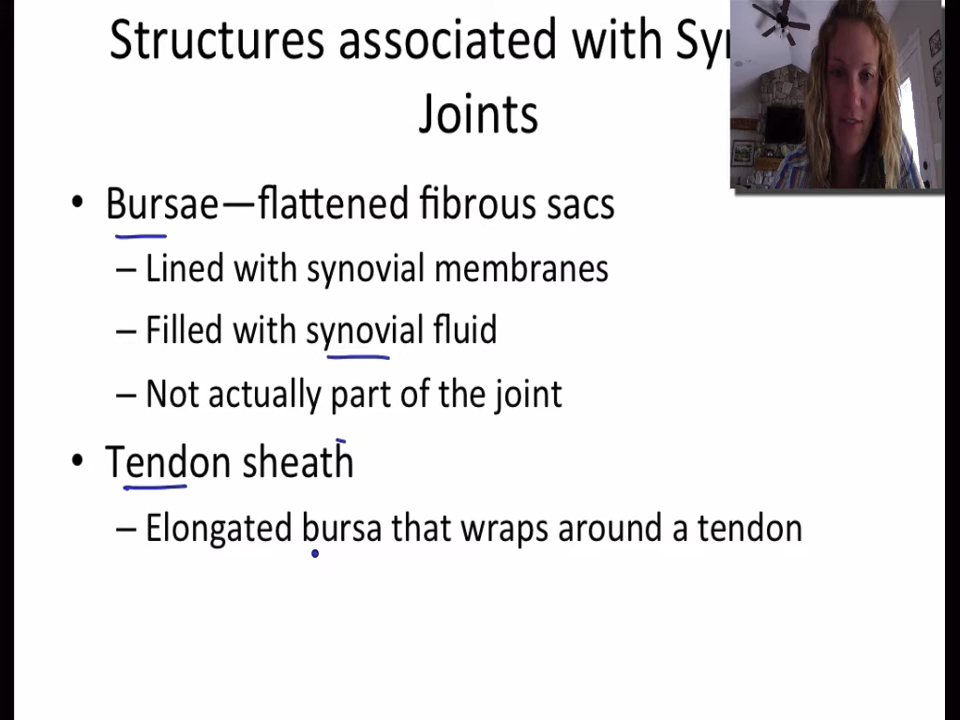 Structures associated with
Joints
• Bursae—flattened fibrous sacs
– Lined with synovial membranes
– Filled with synovial fluid
– Not actually part of the joint
• Tendon sheath
– Elongated bursa that wraps around a tendon